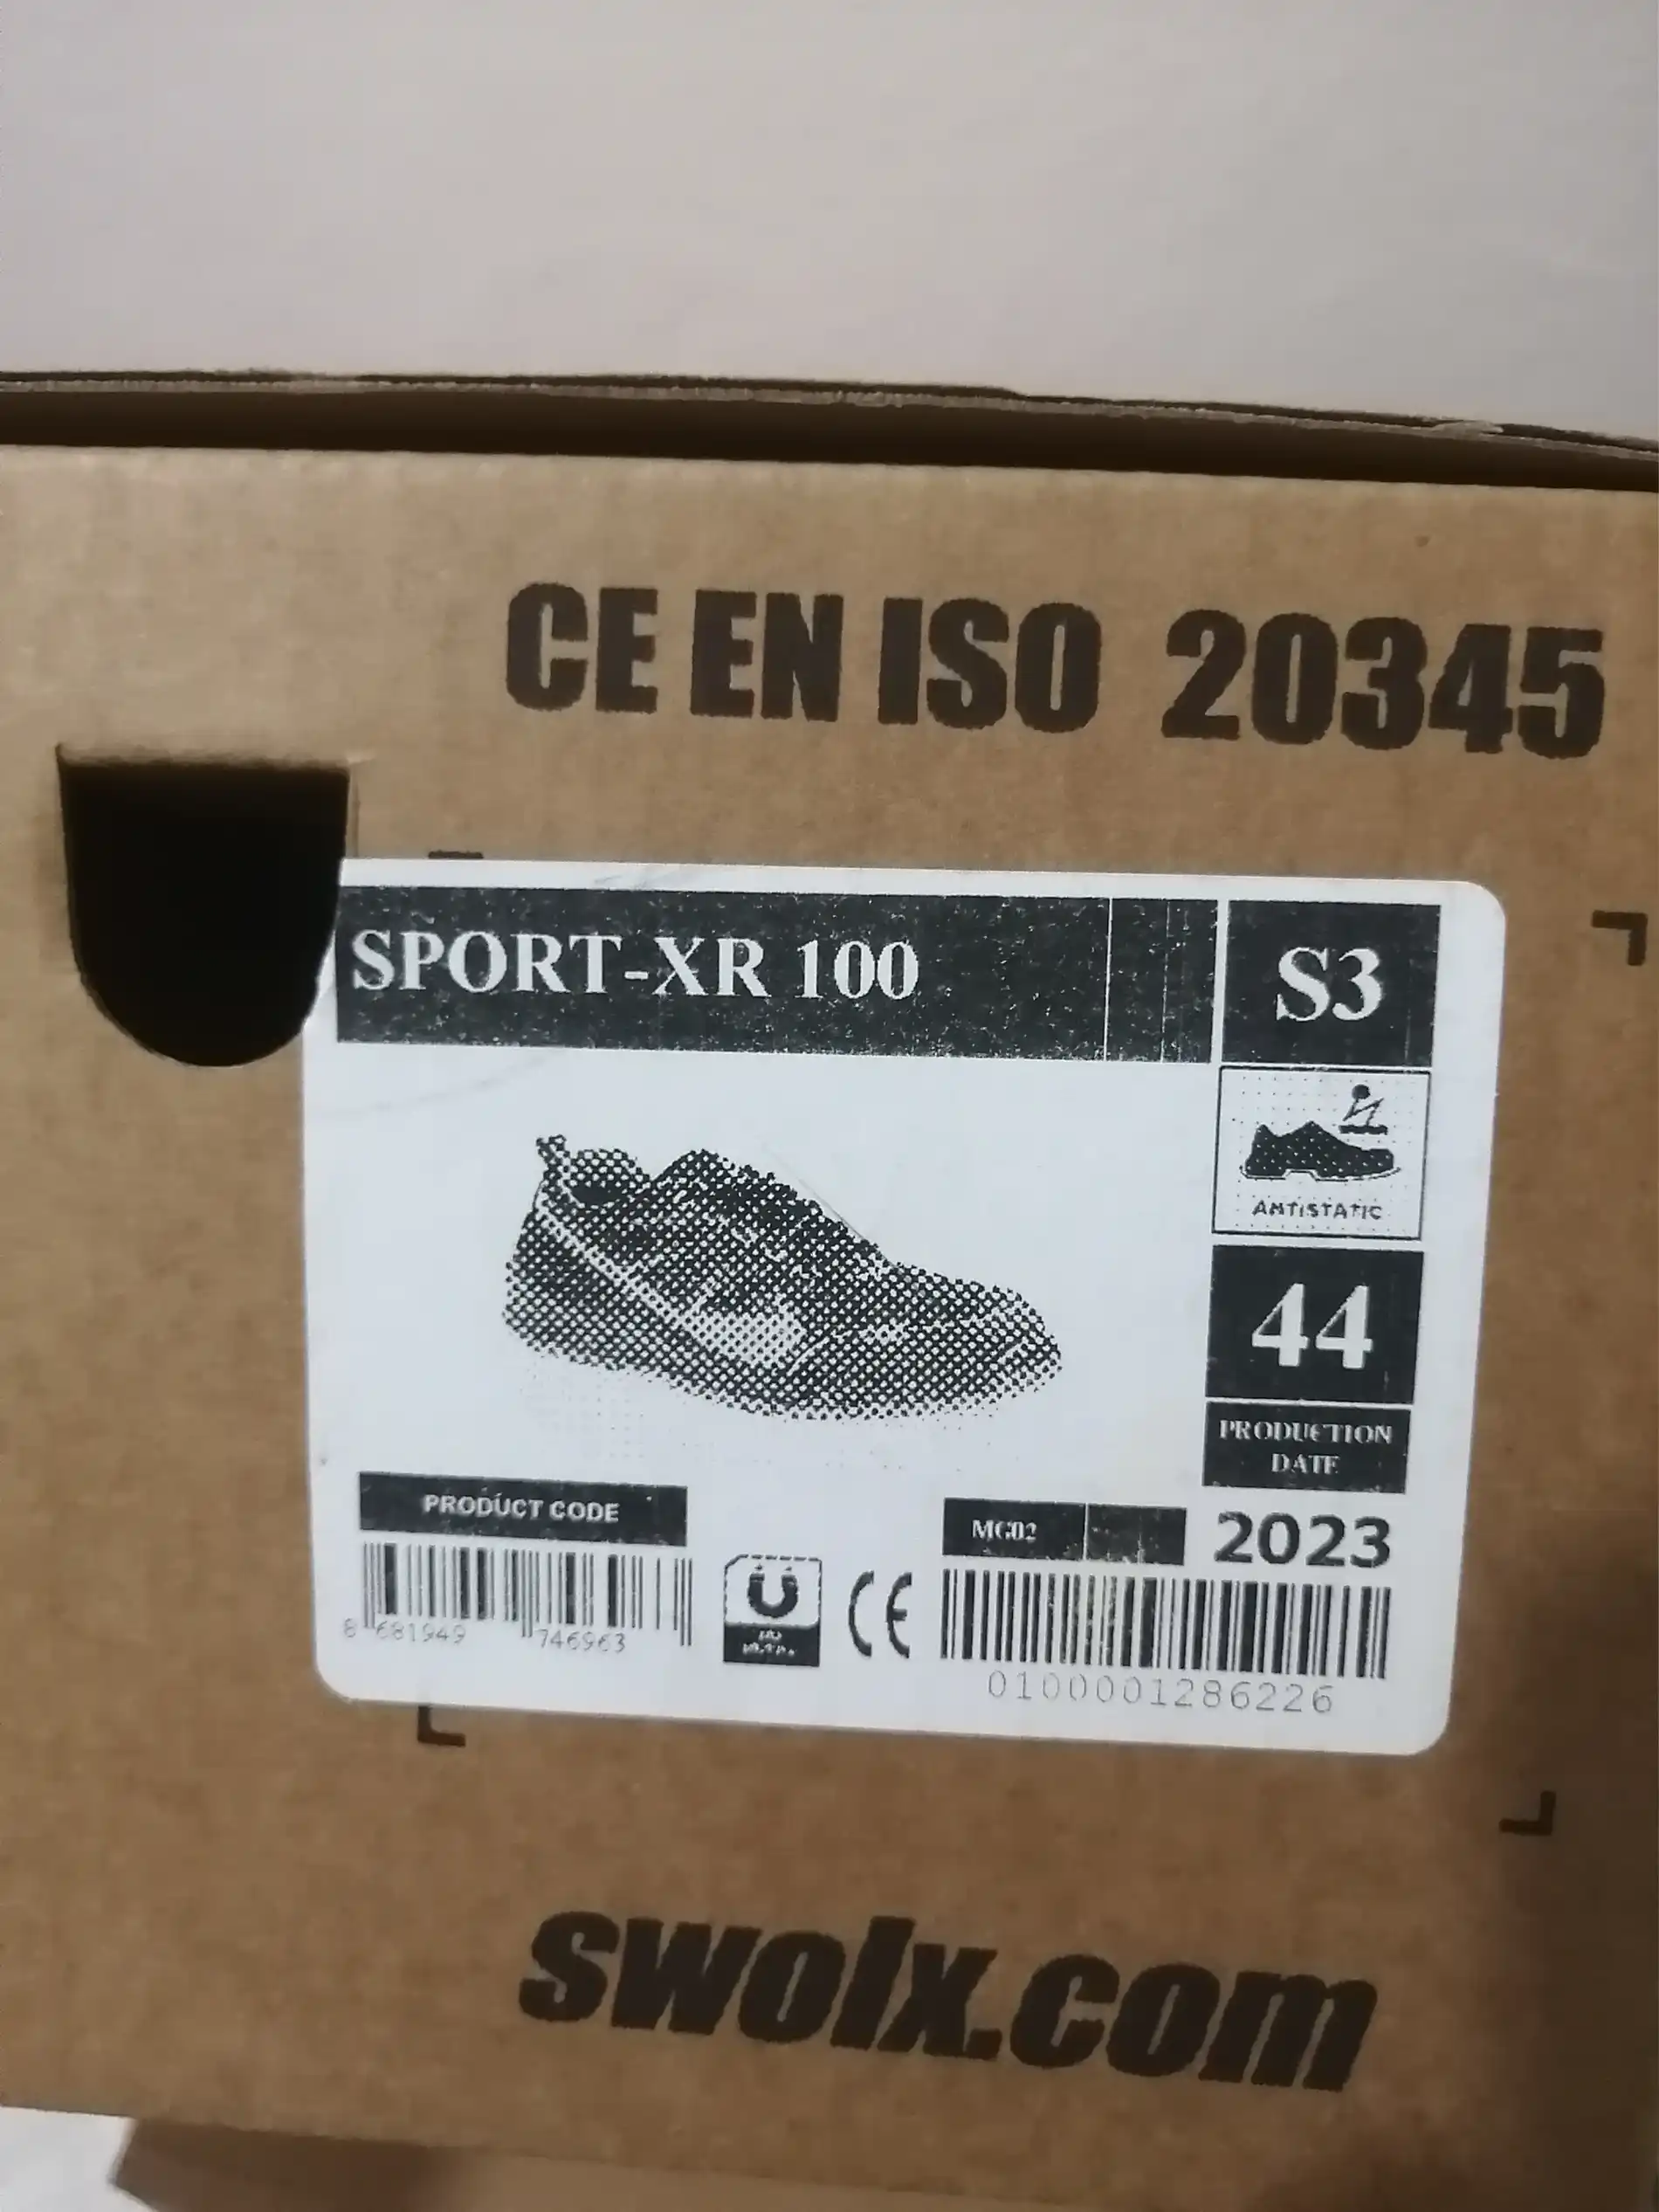 CE EN ISO 20345
SPORT-XR 100
S3
ANTISTATIC
44
PRODUCTION
DATE
PRODUCT CODE
MG02
2023
8 681949 746963
CE
0100001286226
swolx.com